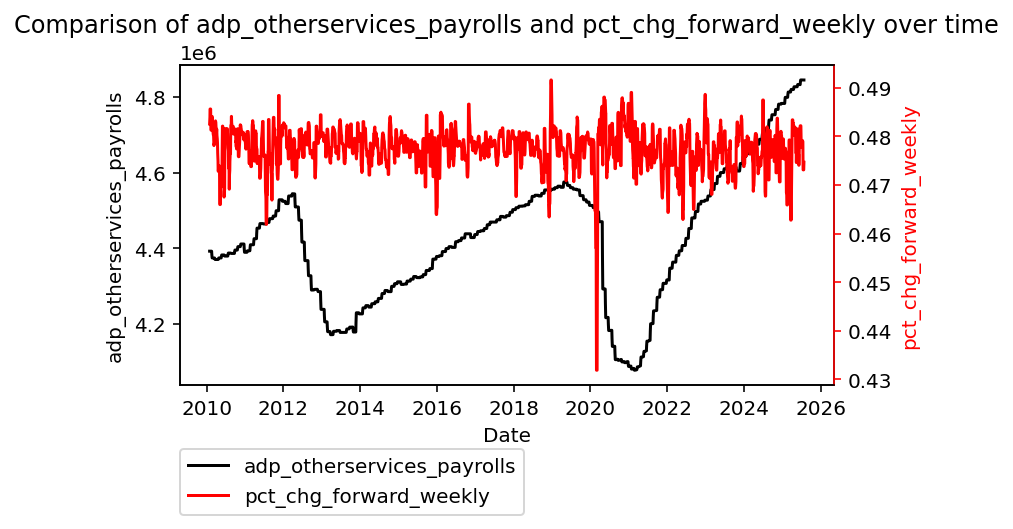 Comparison of adp_otherservices_payrolls and pct_chg_forward_weekly over time
1e6
adp_otherservices_payrolls
4.8
4.6
4.4
4.2
0.49
0.48
0.47
0.46
0.45
0.44
0.43
pct_chg_forward_weekly
2010 2012 2014 2016 2018 2020 2022 2024 2026
Date
adp_otherservices_payrolls
pct_chg_forward_weekly